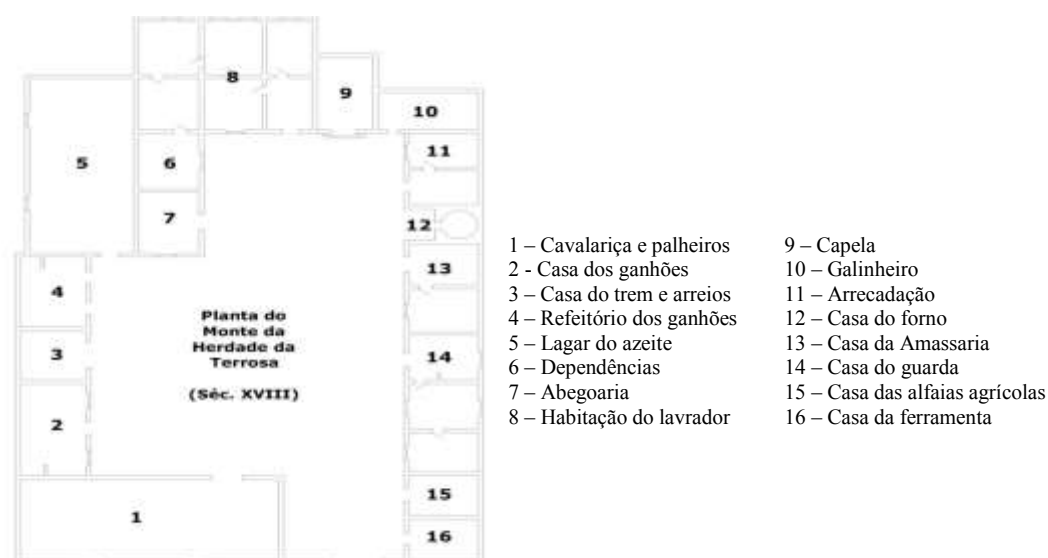 8
9
10
5
6
11
7
12
13
4
Planta do
Monte da
Herdade da
Terrosa
(Séc. XVIII)
3
14
2
15
1
16
1 – Cavalariça e palheiros
2 - Casa dos ganhões
3 – Casa do trem e arreios
4 – Refeitório dos ganhões
5 – Lagar do azeite
6 – Dependências
7 – Abegoaria
8 – Habitação do lavrador
9 – Capela
10 – Galinheiro
11 – Arrecadação
12 – Casa do forno
13 – Casa da Amassaria
14 – Casa do guarda
15 – Casa das alfaias agrícolas
16 – Casa da ferramenta